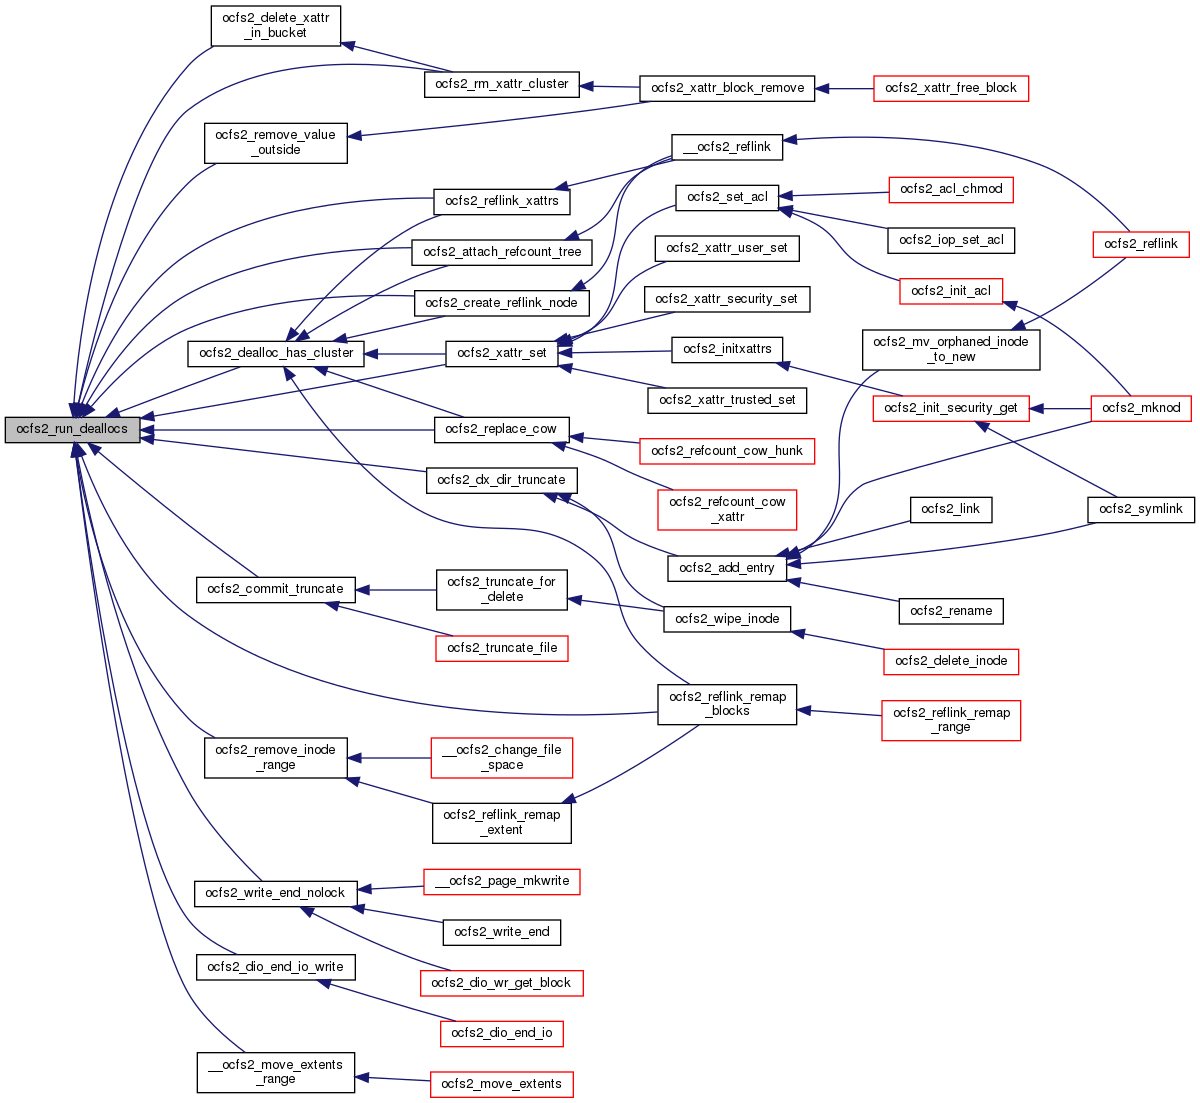 ocfs2_delete_xattr
_in_bucket
ocfs2_rm_xattr_cluster
ocfs2_xattr_block_remove
ocfs2_xattr_free_block
ocfs2_remove_value
_outside
__ocfs2_reflink
ocfs2_reflink_xattrs
ocfs2_set_acl
ocfs2_acl_chmod
ocfs2_attach_refcount_tree
ocfs2_xattr_user_set
ocfs2_iop_set_acl
ocfs2_reflink
ocfs2_create_reflink_node
ocfs2_xattr_security_set
ocfs2_init_acl
ocfs2_dealloc_has_cluster
ocfs2_xattr_set
ocfs2_initxattrs
ocfs2_mv_orphaned_inode
_to_new
ocfs2_xattr_trusted_set
ocfs2_init_security_get
ocfs2_mknod
ocfs2_run_deallocs
ocfs2_replace_cow
ocfs2_refcount_cow_hunk
ocfs2_dx_dir_truncate
ocfs2_refcount_cow
_xattr
ocfs2_link
ocfs2_symlink
ocfs2_add_entry
ocfs2_commit_truncate
ocfs2_truncate_for
_delete
ocfs2_wipe_inode
ocfs2_rename
ocfs2_truncate_file
ocfs2_delete_inode
ocfs2_reflink_remap
_blocks
ocfs2_reflink_remap
_range
ocfs2_remove_inode
_range
__ocfs2_change_file
_space
ocfs2_reflink_remap
_extent
ocfs2_write_end_nolock
__ocfs2_page_mkwrite
ocfs2_write_end
ocfs2_dio_end_io_write
ocfs2_dio_wr_get_block
ocfs2_dio_end_io
__ocfs2_move_extents
_range
ocfs2_move_extents